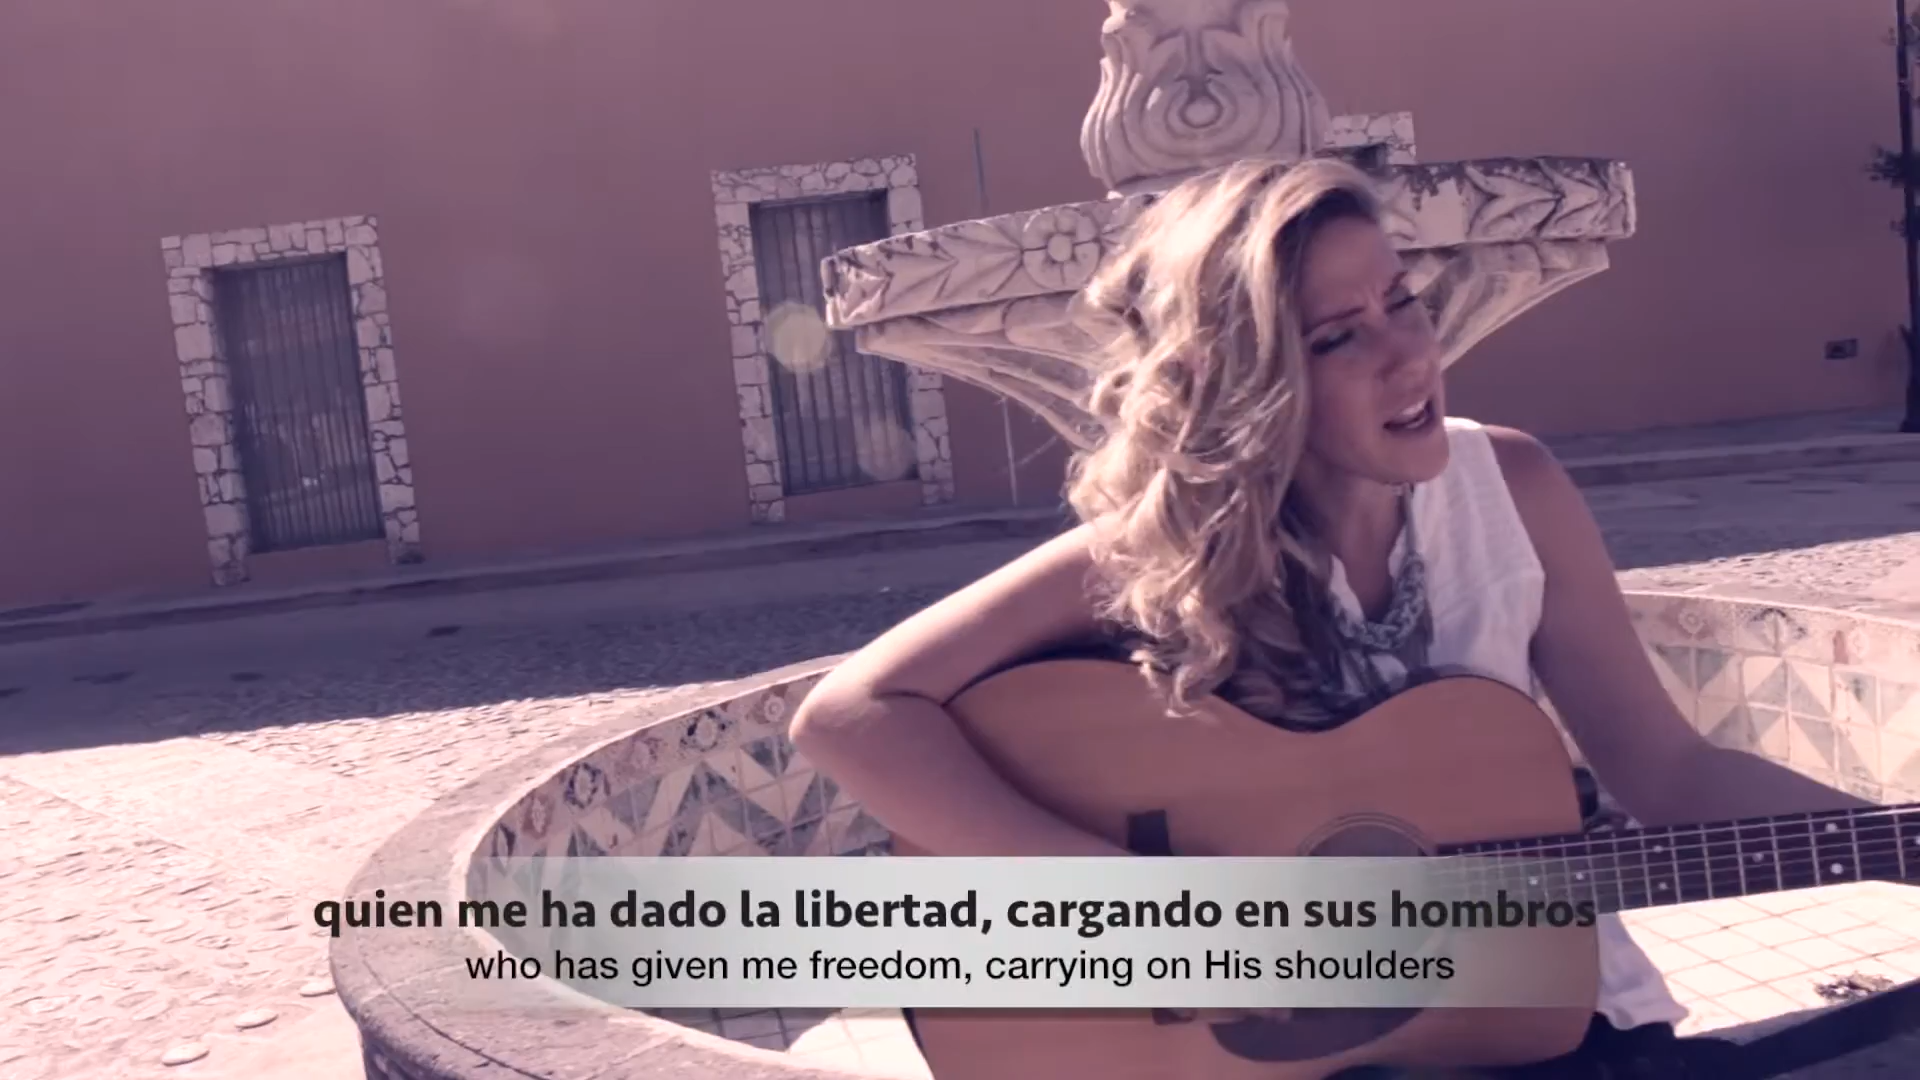 quien me ha dado la libertad, cargando en sus hombros
who has given me freedom, carrying on His shoulders